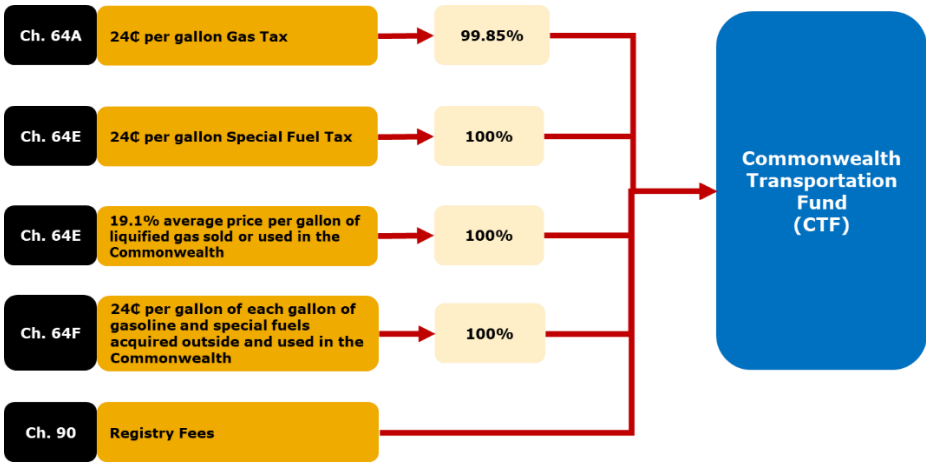 Ch. 64A
24₵ per gallon Gas Tax
99.85%
Ch. 64E
24₵ per gallon Special Fuel Tax
100%
Ch. 64E
19.1% average price per gallon of
liquified gas sold or used in the
Commonwealth
100%
Ch. 64F
24₵ per gallon of each gallon of
gasoline and special fuels
acquired outside and used in the
Commonwealth
100%
Ch. 90
Registry Fees
Commonwealth
Transportation
Fund
(CTF)